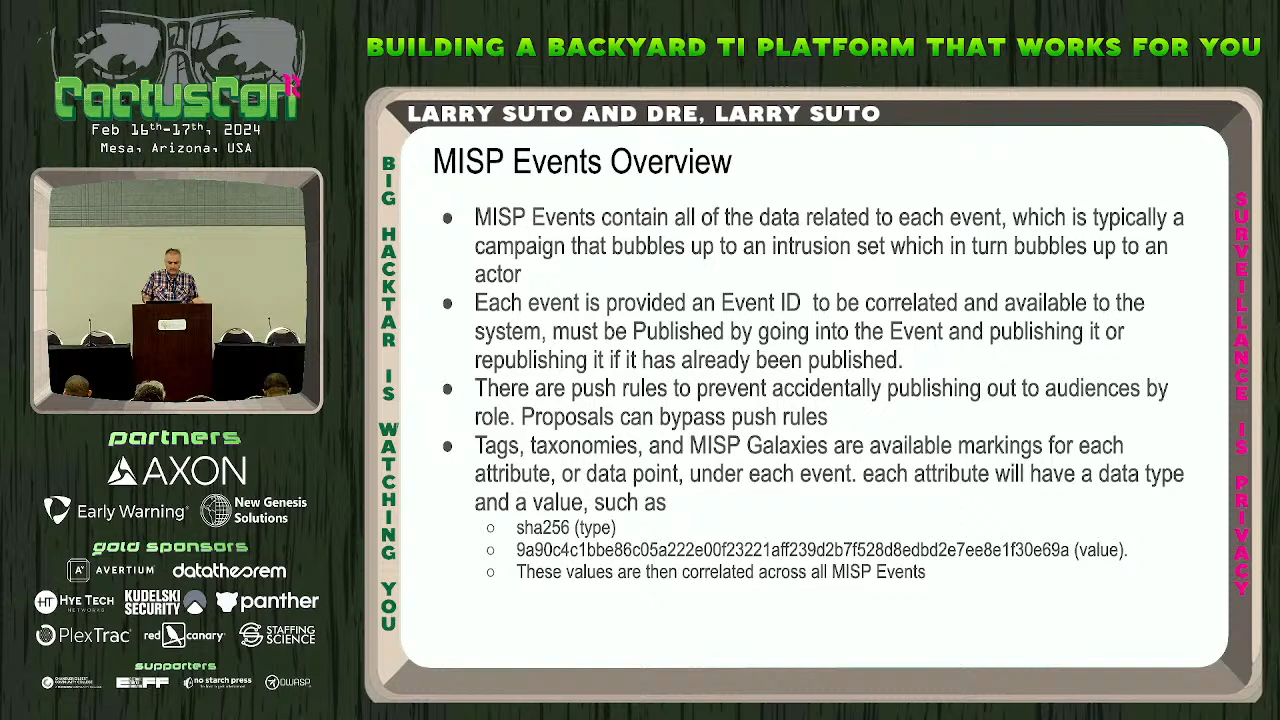 BUILDING A BACKYARD TI PLATFORM THAT WORKS FOR YOU
CactusCon
Feb 16th-17th, 2024
Mesa, Arizona, USA
LARRY SUTO AND DRE, LARRY SUTO
MISP Events Overview
● MISP Events contain all of the data related to each event, which is typically a
campaign that bubbles up to an intrusion set which in turn bubbles up to an
actor
● Each event is provided an Event ID to be correlated and available to the
system, must be Published by going into the Event and publishing it or
republishing it if it has already been published.
● There are push rules to prevent accidentally publishing out to audiences by
role. Proposals can bypass push rules
● Tags, taxonomies, and MISP Galaxies are available markings for each
attribute, or data point, under each event. each attribute will have a data type
and a value, such as
○ sha256 (type)
○ 9a90c4c1bbe86c05a222e00f23221aff239d2b7f528d8edbd2e7ee8e1f30e69a (value).
○ These values are then correlated across all MISP Events
BIG HACKTAR IS WATCHING YOU
SURVEILLANCE IS PRIVACY
partners
AXON
Early Warning
New Genesis
Solutions
gold sponsors
A AVERTIUM
datatheorem
HT HYE TECH
NETWORKS
KUDELSKI
SECURITY
panther
PlexTrac
red canary
STAFFING
SCIENCE
supporters
EFF
no starch press
OWASP